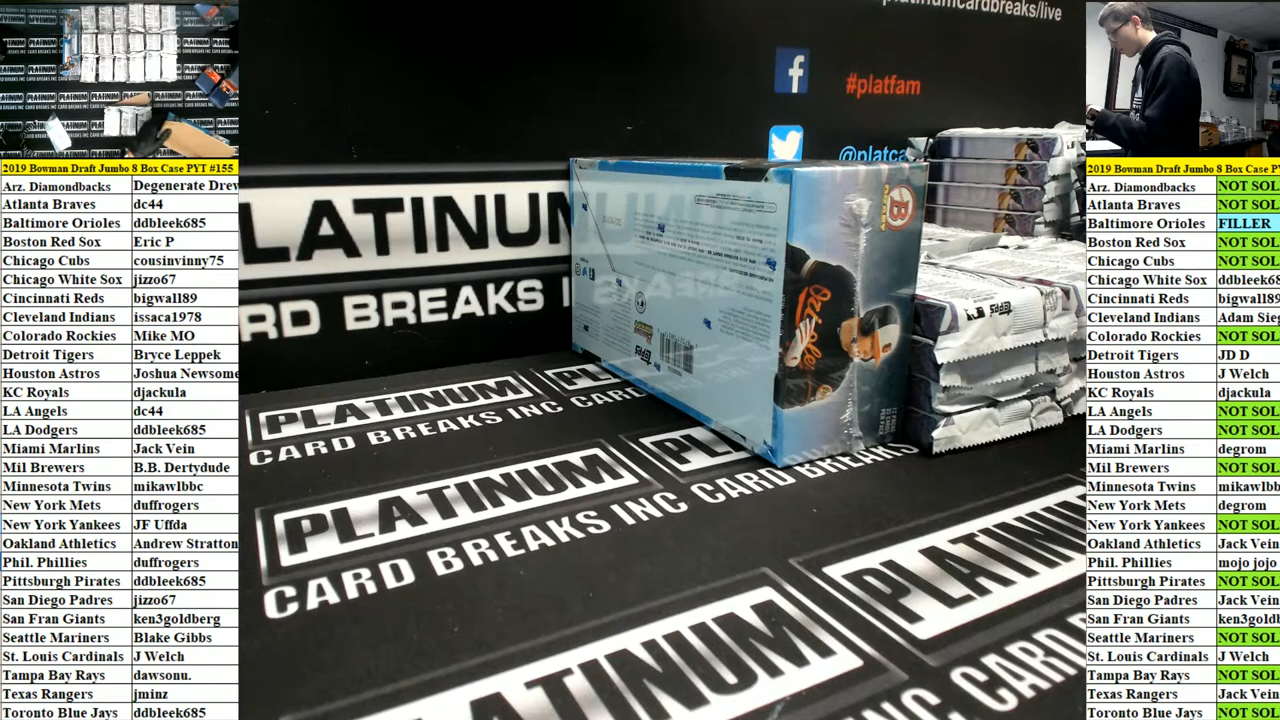 2019 Bowman Draft Jumbo 8 Box Case PYT #155
Arz. Diamondbacks Degenerate Drew
Atlanta Braves dc44
Baltimore Orioles ddbleek685
Boston Red Sox Eric P
Chicago Cubs cousinvinny75
Chicago White Sox jizzo67
Cincinnati Reds bigwall89
Cleveland Indians issaca1978
Colorado Rockies Mike MO
Detroit Tigers Bryce Leppek
Houston Astros Joshua Newsome
KC Royals djackula
LA Angels dc44
LA Dodgers ddbleek685
Miami Marlins Jack Vein
Mil Brewers B.B. Dertydude
Minnesota Twins mikawlbbc
New York Mets duffrogers
New York Yankees JF Uffda
Oakland Athletics Andrew Stratton
Phil. Phillies duffrogers
Pittsburgh Pirates ddbleek685
San Diego Padres jizzo67
San Fran Giants ken3goldberg
Seattle Mariners Blake Gibbs
St. Louis Cardinals J Welch
Tampa Bay Rays dawsonu.
Texas Rangers jminz
Toronto Blue Jays ddbleek685
platinumcardbreaks/live
#platfam
@platca
LATINUM
RD BREAKS I
Orioles
Topps
PLATINUM PL
CARD BREAKS INC CARD
PLATINUM PL
CARD BREAKS INC CARD BREAKS
PLATINUM
CARD
LATINUM
2019 Bowman Draft Jumbo 8 Box Case PY
Arz. Diamondbacks NOT SOL
Atlanta Braves NOT SOL
Baltimore Orioles FILLER
Boston Red Sox NOT SOL
Chicago Cubs NOT SOL
Chicago White Sox ddbleek68
Cincinnati Reds bigwall89
Cleveland Indians Adam Sieg
Colorado Rockies NOT SOL
Detroit Tigers JD D
Houston Astros J Welch
KC Royals djackula
LA Angels NOT SOL
LA Dodgers NOT SOL
Miami Marlins degrom
Mil Brewers NOT SOL
Minnesota Twins mikawlbb
New York Mets degrom
New York Yankees NOT SOL
Oakland Athletics Jack Vein
Phil. Phillies mojo jojo
Pittsburgh Pirates NOT SOL
San Diego Padres Jack Vein
San Fran Giants ken3goldb
Seattle Mariners NOT SOL
St. Louis Cardinals J Welch
Tampa Bay Rays NOT SOL
Texas Rangers Jack Vein
Toronto Blue Jays NOT SOL